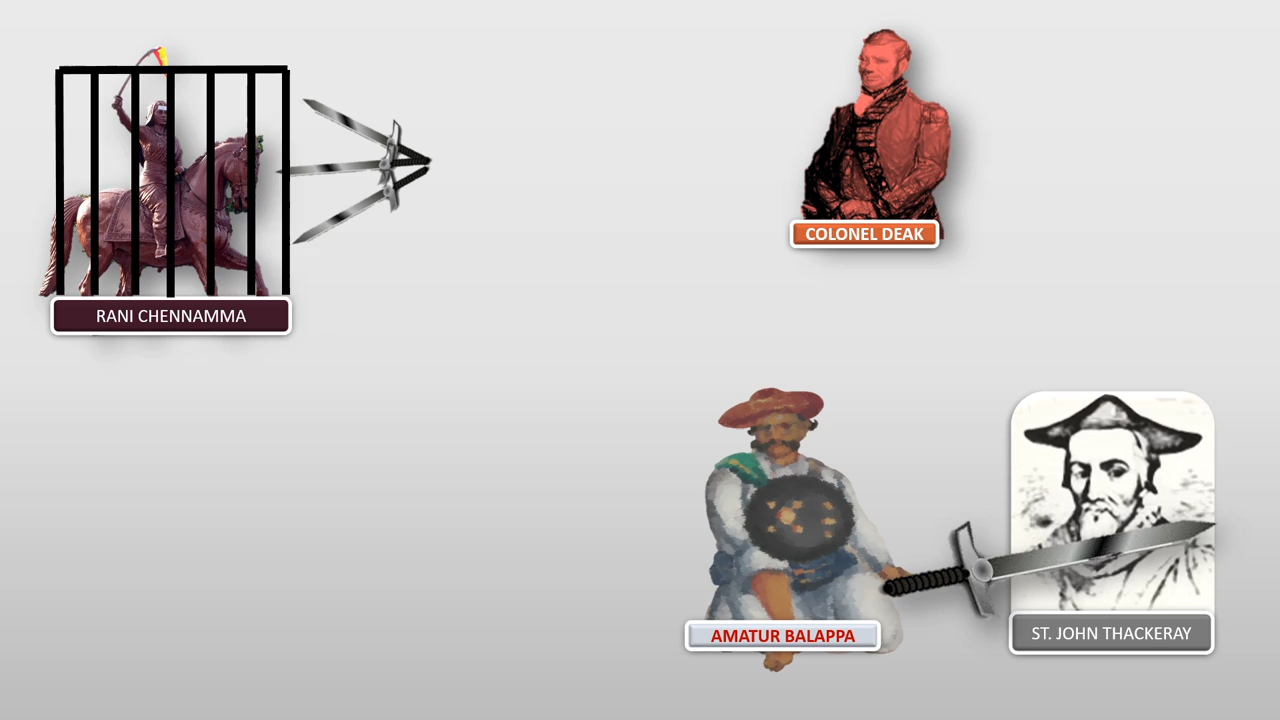 COLONEL DEAK
RANI CHENNAMMA
AMATUR BALAPPA
ST. JOHN THACKERAY